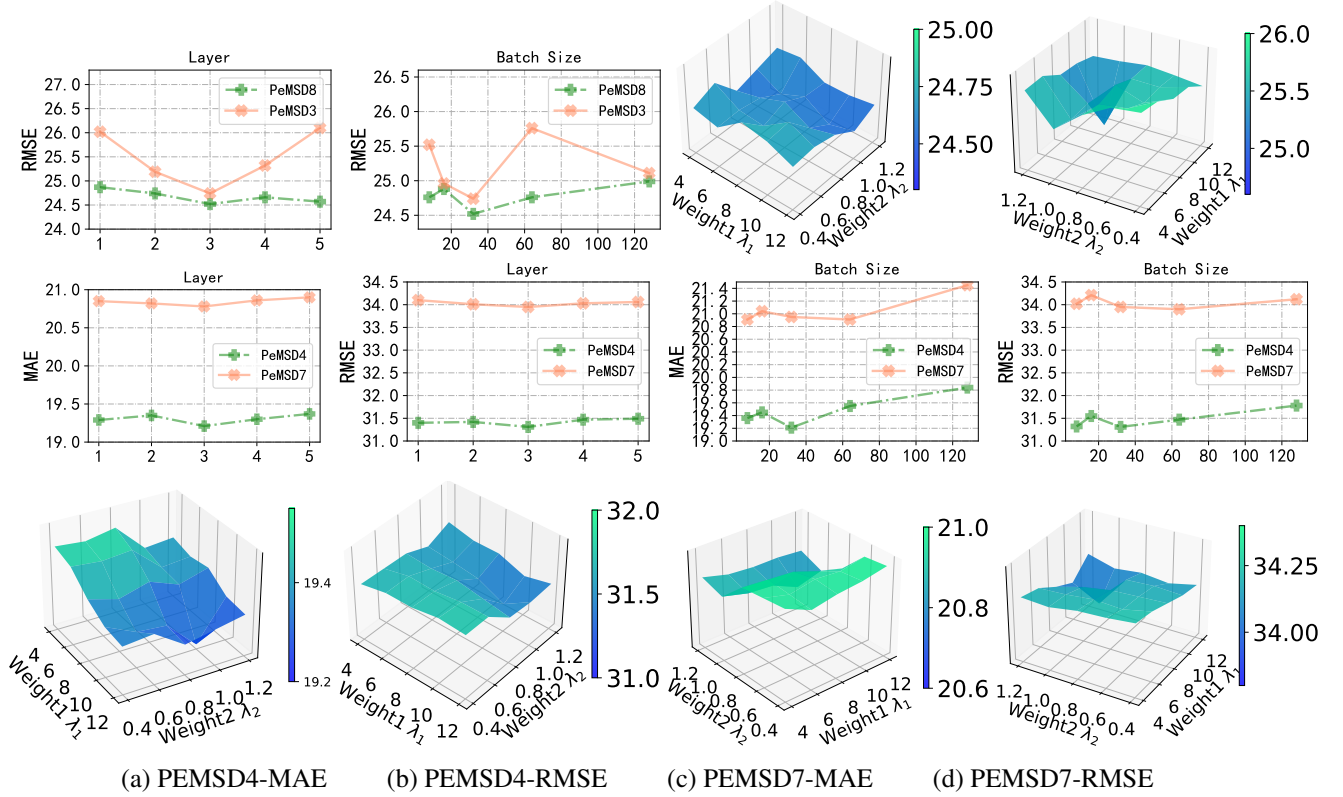 Layer
RMSE
27.0
26.5
26.0
25.5
25.0
24.5
24.0
1 2 3 4 5
PeMSD8
PeMSD3
Batch Size
RMSE
26.5
26.0
25.5
25.0
24.5
20 40 60 80 100 120
PeMSD8
PeMSD3
4 6 8 10 12
Weight1 λ₁
0.4 0.6 0.8 1.0 1.2
Weight2 λ₂
25.00
24.75
24.50
1.2 1.0 0.8 0.6 0.4
Weight2 λ₂
4 6 8 10 12
Weight1 λ₁
26.0
25.5
25.0
Layer
MAE
21.0
20.5
20.0
19.5
19.0
1 2 3 4 5
PeMSD4
PeMSD7
Layer
RMSE
34.5
34.0
33.5
33.0
32.5
32.0
31.5
31.0
1 2 3 4 5
PeMSD4
PeMSD7
Batch Size
MAE
21.4
21.2
21.0
20.8
20.6
20.4
20.2
20.0
19.8
19.6
19.4
19.2
19.0
20 40 60 80 100 120
PeMSD4
PeMSD7
Batch Size
RMSE
34.5
34.0
33.5
33.0
32.5
32.0
31.5
31.0
20 40 60 80 100 120
PeMSD4
PeMSD7
4 6 8 10 12
Weight1 λ₁
0.4 0.6 0.8 1.0 1.2
Weight2 λ₂
19.4
19.2
4 6 8 10 12
Weight1 λ₁
0.4 0.6 0.8 1.0 1.2
Weight2 λ₂
32.0
31.5
31.0
1.2 1.0 0.8 0.6 0.4
Weight2 λ₂
4 6 8 10 12
Weight1 λ₁
21.0
20.8
20.6
1.2 1.0 0.8 0.6 0.4
Weight2 λ₂
4 6 8 10 12
Weight1 λ₁
34.25
34.00
(a) PEMSD4-MAE (b) PEMSD4-RMSE (c) PEMSD7-MAE (d) PEMSD7-RMSE